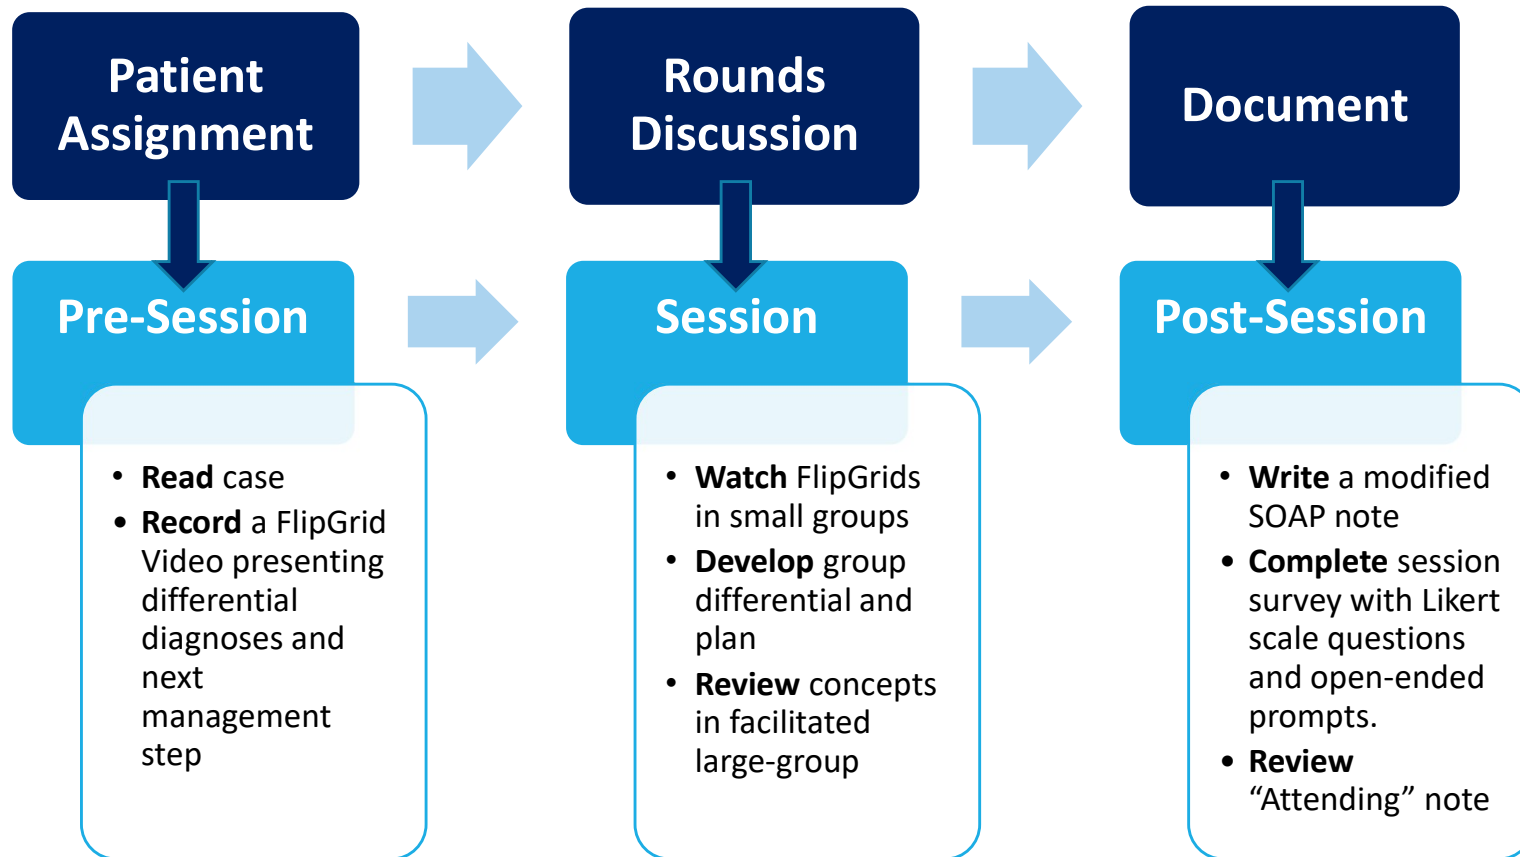 Patient
Assignment
Rounds
Discussion
Document
Pre-Session
Session
Post-Session
• Read case
• Record a FlipGrid
Video presenting
differential
diagnoses and
next
management
step
• Watch FlipGrids
in small groups
• Develop group
differential and
plan
• Review concepts
in facilitated
large-group
• Write a modified
SOAP note
• Complete session
survey with Likert
scale questions
and open-ended
prompts.
• Review
“Attending” note